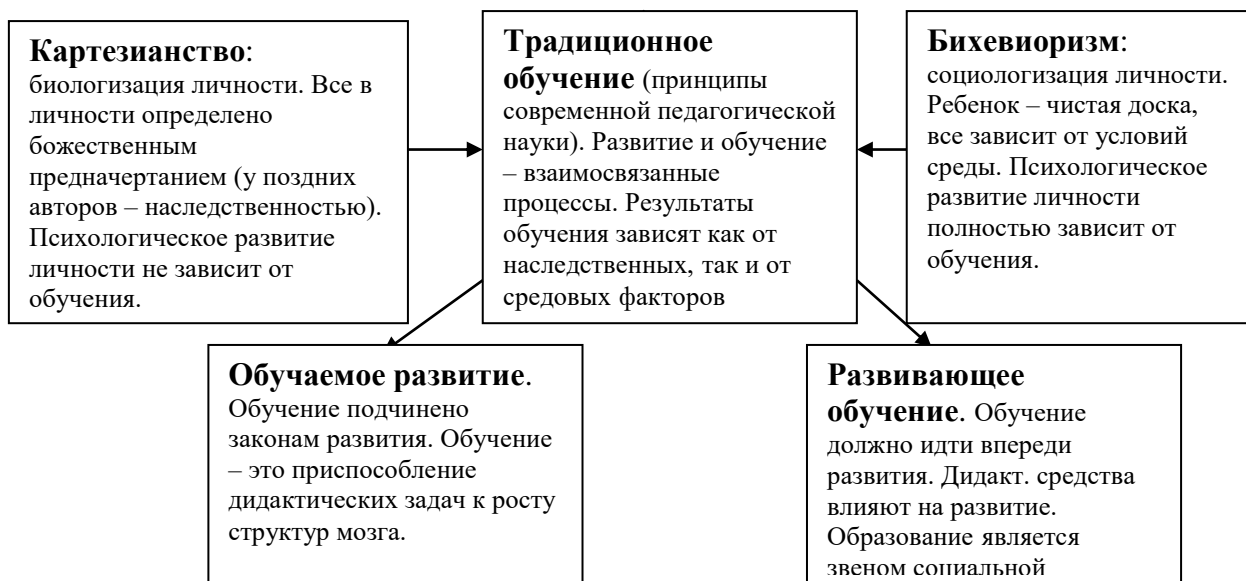 Картезианство:
биологизация личности. Все в
личности определено
божественным
предначертанием (у поздних
авторов – наследственностью).
Психологическое развитие
личности не зависит от
обучения.
Традиционное
обучение (принципы
современной педагогической
науки). Развитие и обучение
– взаимосвязанные
процессы. Результаты
обучения зависят как от
наследственных, так и от
средовых факторов
Бихевиоризм:
социологизация личности.
Ребенок – чистая доска,
все зависит от условий
среды. Психологическое
развитие личности
полностью зависит от
обучения.
Обучаемое развитие.
Обучение подчинено
законам развития. Обучение
– это приспособление
дидактических задач к росту
структур мозга.
Развивающее
обучение. Обучение
должно идти впереди
развития. Дидакт. средства
влияют на развитие.
Образование является
звеном социальной